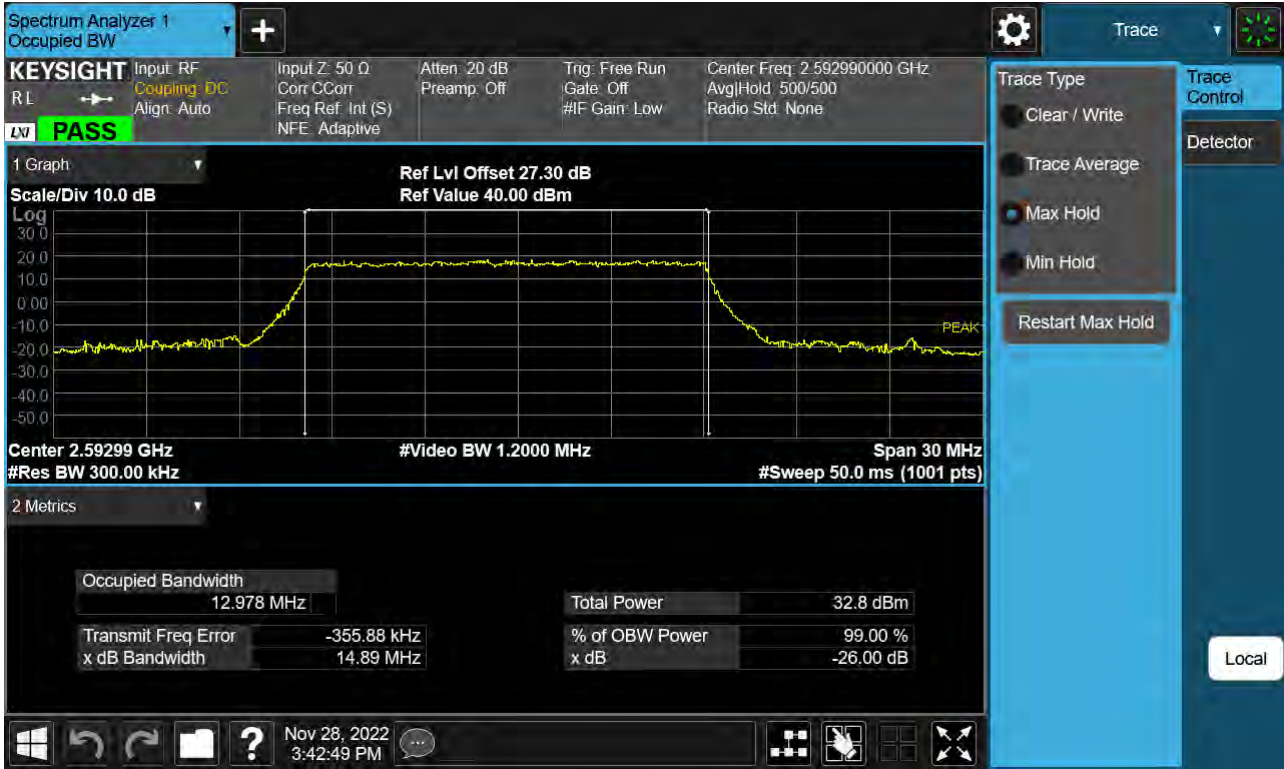 Spectrum Analyzer 1
Occupied BW
+
Trace
KEYSIGHT
RL
LXI
PASS
Input: RF
Coupling: DC
Align: Auto
Input Z: 50 Ω
Corr CCorr
Freq Ref: Int (S)
NFE: Adaptive
Atten: 20 dB
Preamp: Off
Trig: Free Run
Gate: Off
#IF Gain: Low
Center Freq: 2.592990000 GHz
Avg|Hold: 500/500
Radio Std: None
1 Graph
Scale/Div 10.0 dB
Ref Lvl Offset 27.30 dB
Ref Value 40.00 dBm
Log
30.0
20.0
10.0
0.00
-10.0
-20.0
-30.0
-40.0
-50.0
PEAK
Center 2.59299 GHz
#Video BW 1.2000 MHz
Span 30 MHz
#Res BW 300.00 kHz
#Sweep 50.0 ms (1001 pts)
2 Metrics
Occupied Bandwidth
12.978 MHz
Transmit Freq Error -355.88 kHz
x dB Bandwidth 14.89 MHz
Total Power 32.8 dBm
% of OBW Power 99.00 %
x dB -26.00 dB
Trace Type
Clear / Write
Trace Average
Max Hold
Min Hold
Restart Max Hold
Trace
Control
Detector
Local
?
Nov 28, 2022
3:42:49 PM